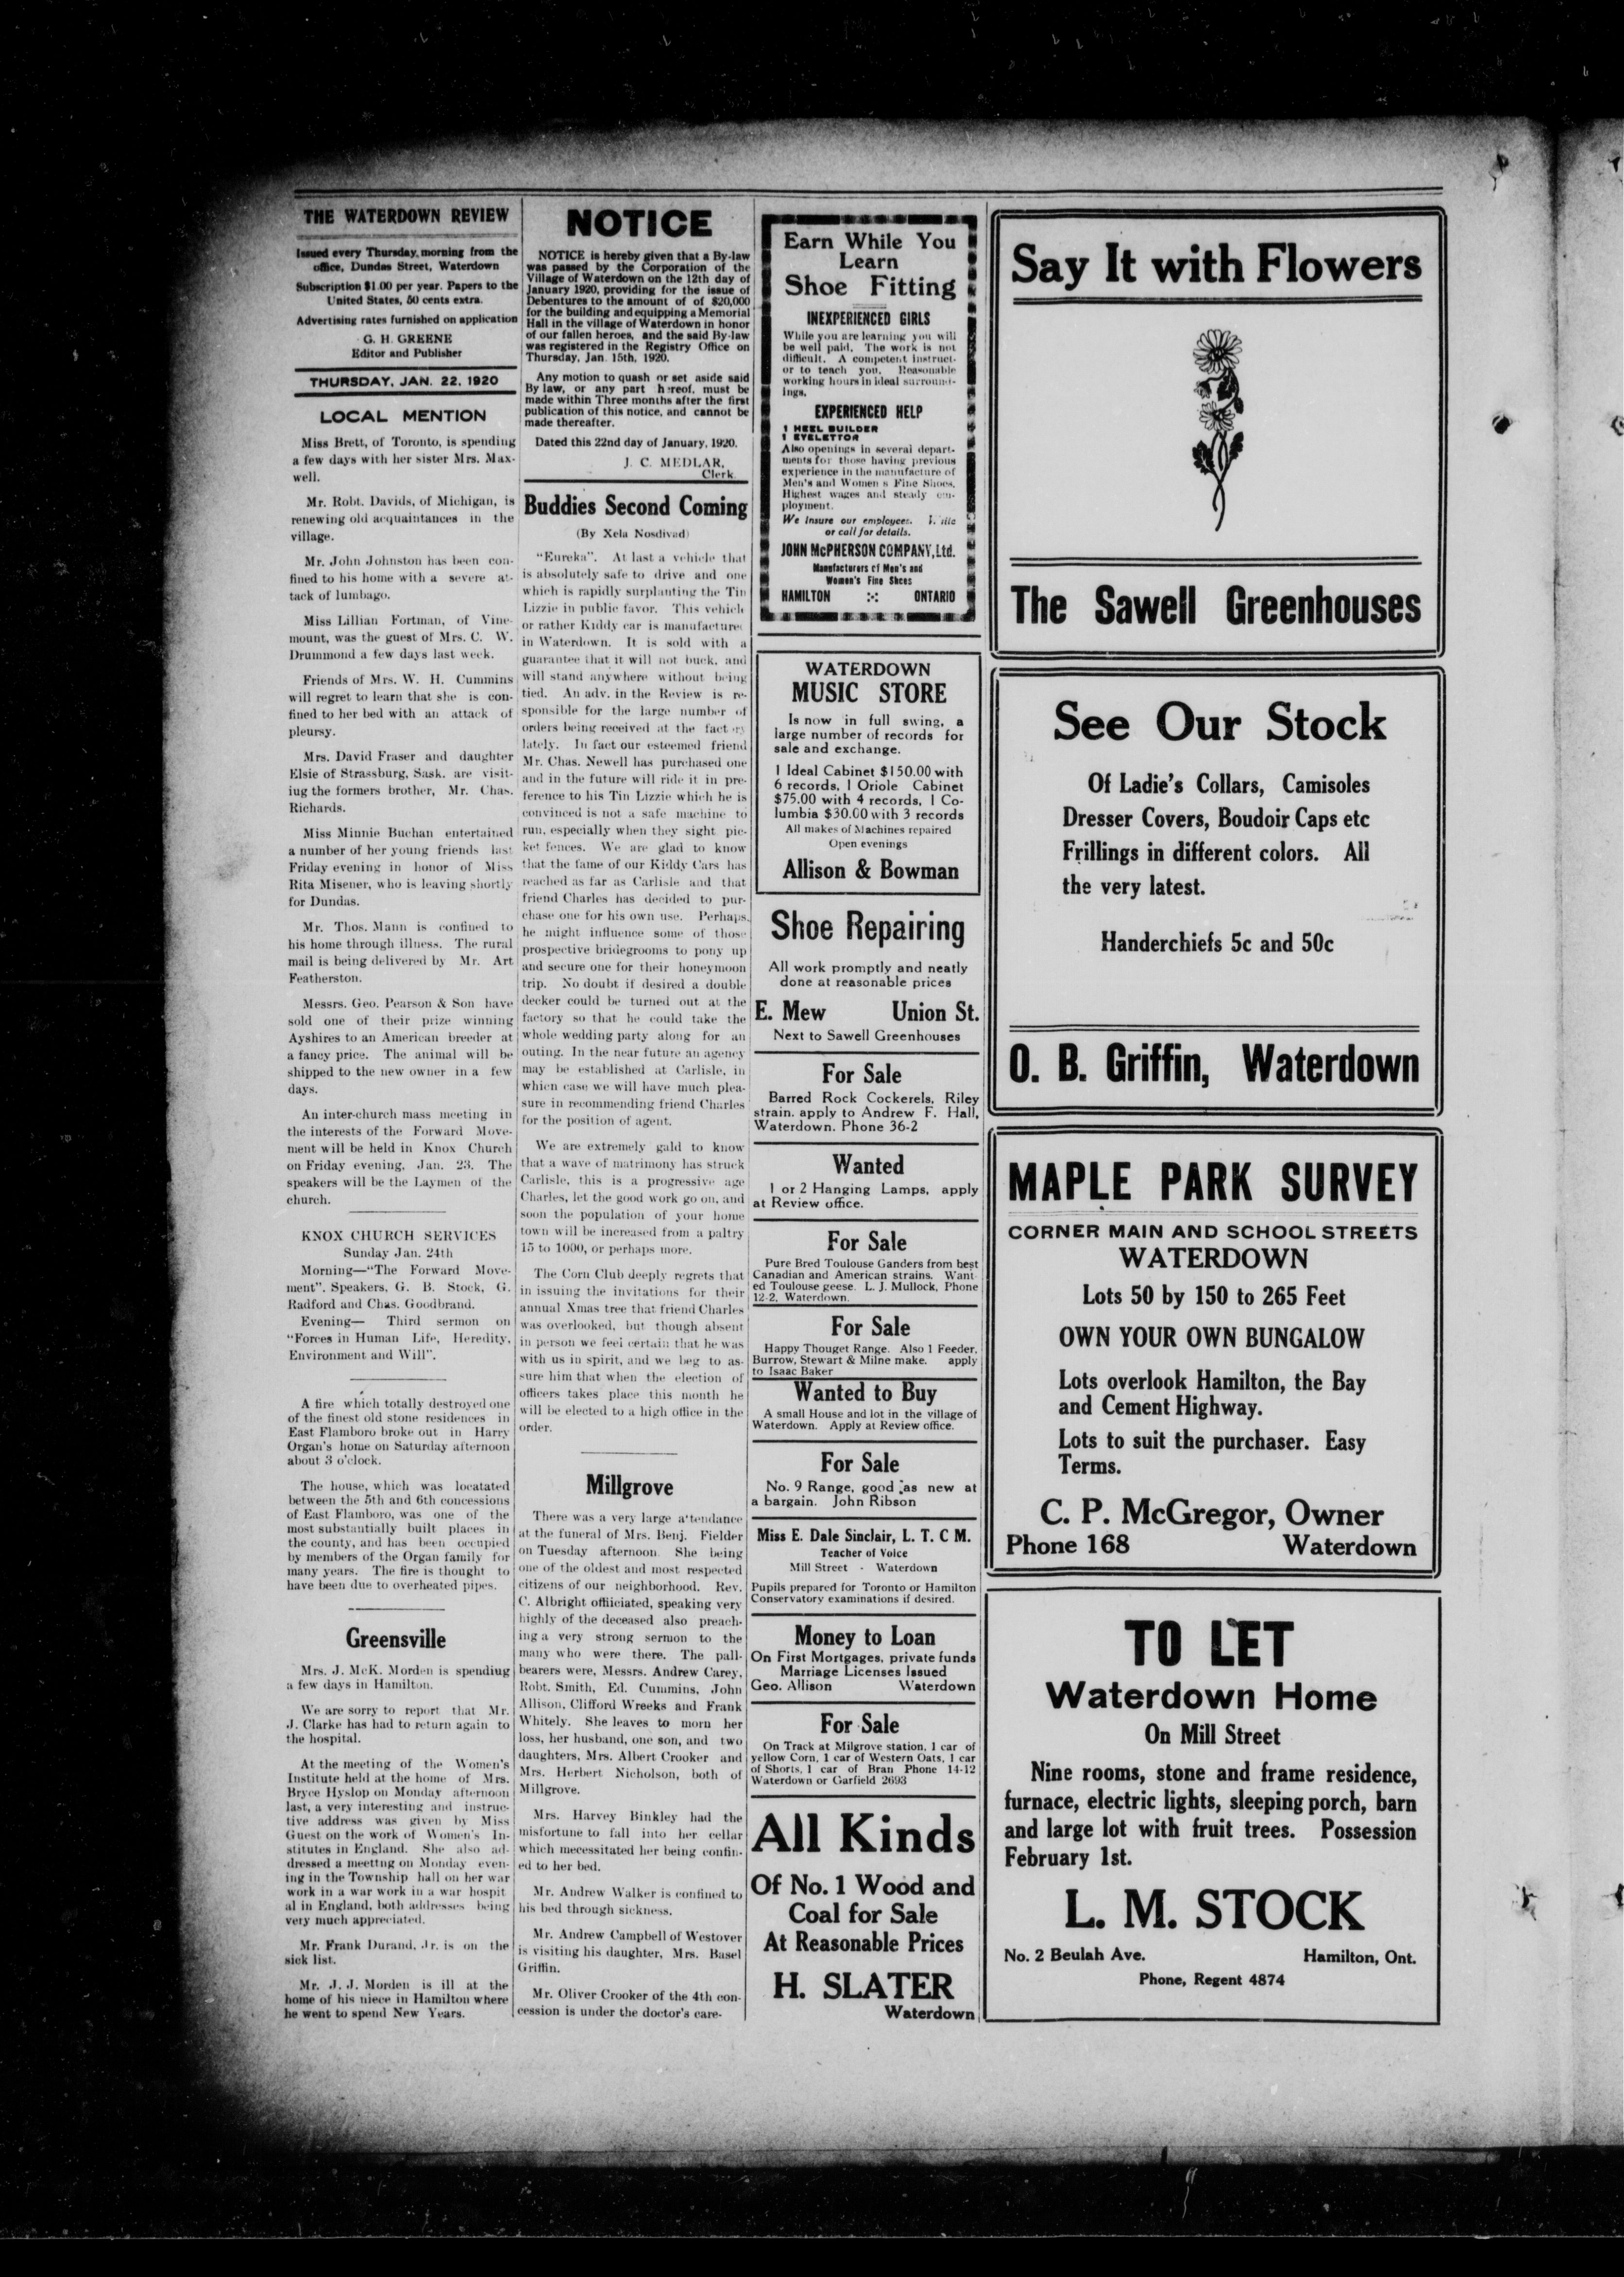 THE WATERDOWN REVIEW
Issued every Thursday morning from the
office, Dundas Street, Waterdown
Subscription $1.00 per year. Papers to the
United States, 50 cents extra.
Advertising rates furnished on application
G. H. GREENE
Editor and Publisher
THURSDAY, JAN. 22, 1920
LOCAL MENTION
Miss Brett, of Toronto, is spending
a few days with her sister Mrs. Max-
well.
Mr. Robt. Davids, of Michigan, is
renewing old acquaintances in the
village.
Mr. John Johnston has been con-
fined to his home with a severe at-
tack of lumbago.
Miss Lillian Fortman, of Vine-
mount, was the guest of Mrs. C. W.
Drummond a few days last week.
Friends of Mrs. W. H. Cummins
will regret to learn that she is con-
fined to her bed with an attack of
pleursy.
Mrs. David Fraser and daughter
Elsie of Strassburg, Sask. are visit-
iug the formers brother, Mr. Chas.
Richards.
Miss Minnie Buchan entertained
a number of her young friends last
Friday evening in honor of Miss
Rita Misener, who is leaving shortly
for Dundas.
Mr. Thos. Mann is confined to
his home through illness. The rural
mail is being delivered by Mr. Art
Featherston.
Messrs. Geo. Pearson & Son have
sold one of their prize winning
Ayshires to an American breeder at
a fancy price. The animal will be
shipped to the new owner in a few
days.
An inter-church mass meeting in
the interests of the Forward Move-
ment will be held in Knox Church
on Friday evening, Jan. 23. The
speakers will be the Laymen of the
church.
KNOX CHURCH SERVICES
Sunday Jan. 24th
Morning—"The Forward Move-
ment". Speakers, G. B. Stock, G.
Radford and Chas. Goodbrand.
Evening— Third sermon on
"Forces in Human Life, Heredity,
Environment and Will".
A fire which totally destroyed one
of the finest old stone residences in
East Flamboro broke out in Harry
Organ's home on Saturday afternoon
about 3 o'clock.
The house, which was locatated
between the 5th and 6th concessions
of East Flamboro, was one of the
most substantially built places in
the county, and has been occupied
by members of the Organ family for
many years. The fire is thought to
have been due to overheated pipes.
Greensville
Mrs. J. McK. Morden is spendiug
a few days in Hamilton.
We are sorry to report that Mr.
J. Clarke has had to return again to
the hospital.
At the meeting of the Women's
Institute held at the home of Mrs.
Bryce Hyslop on Monday afternoon
last, a very interesting and instruc-
tive address was given by Miss
Guest on the work of Women's In-
stitutes in England. She also ad-
dressed a meettng on Monday even-
ing in the Township hall on her war
work in a war work in a war hospit
al in England, both addresses being
very much appreciated.
Mr. Frank Durand, Jr. is on the
sick list.
Mr. J. J. Morden is ill at the
home of his niece in Hamilton where
he went to spend New Years.
NOTICE
NOTICE is hereby given that a By-law
was passed by the Corporation of the
Village of Waterdown on the 12th day of
January 1920, providing for the issue of
Debentures to the amount of of $20,000
for the building and equipping a Memorial
Hall in the village of Waterdown in honor
of our fallen heroes, and the said By-law
was registered in the Registry Office on
Thursday, Jan. 15th, 1920.
Any motion to quash or set aside said
By law, or any part hereof, must be
made within Three months after the first
publication of this notice, and cannot be
made thereafter.
Dated this 22nd day of January, 1920.
J. C. MEDLAR,
Clerk
Buddies Second Coming
(By Xela Nosdivad)
"Eureka". At last a vehicle that
is absolutely safe to drive and one
which is rapidly surplanting the Tin
Lizzie in public favor. This vehicle
or rather Kiddy car is manufactured
in Waterdown. It is sold with a
guarantee that it will not buck, and
will stand anywhere without being
tied. An adv. in the Review is re-
sponsible for the large number of
orders being received at the factory
lately. In fact our esteemed friend
Mr. Chas. Newell has purchased one
and in the future will ride it in pre-
ference to his Tin Lizzie which he is
convinced is not a safe machine to
run, especially when they sight pic-
ket fences. We are glad to know
that the fame of our Kiddy Cars has
reached as far as Carlisle and that
friend Charles has decided to pur-
chase one for his own use. Perhaps,
he might influence some of those
prospective bridegrooms to pony up
and secure one for their honeymoon
trip. No doubt if desired a double
decker could be turned out at the
factory so that he could take the
whole wedding party along for an
outing. In the near future an agency
may be established at Carlisle, in
which case we will have much plea-
sure in recommending friend Charles
for the position of agent.
We are extremely gald to know
that a wave of matrimony has struck
Carlisle, this is a progressive age
Charles, let the good work go on, and
soon the population of your home
town will be increased from a paltry
15 to 1000, or perhaps more.
The Corn Club deeply regrets that
in issuing the invitations for their
annual Xmas tree that friend Charles
was overlooked, but though absent
in person we feel certain that he was
with us in spirit, and we beg to as-
sure him that when the election of
officers takes place this month he
will be elected to a high office in the
order.
Millgrove
There was a very large attendance
at the funeral of Mrs. Benj. Fielder
on Tuesday afternoon. She being
one of the oldest and most respected
citizens of our neighborhood. Rev.
C. Albright offiiciated, speaking very
highly of the deceased also preach-
ing a very strong sermon to the
many who were there. The pall-
bearers were, Messrs. Andrew Carey,
Robt. Smith, Ed. Cummins, John
Allison, Clifford Wreeks and Frank
Whitely. She leaves to morn her
loss, her husband, one son, and two
daughters, Mrs. Albert Crooker and
Mrs. Herbert Nicholson, both of
Millgrove.
Mrs. Harvey Binkley had the
misfortune to fall into her cellar
which mecessitated her being confin-
ed to her bed.
Mr. Andrew Walker is confined to
his bed through sickness.
Mr. Andrew Campbell of Westover
is visiting his daughter, Mrs. Basel
Griffin.
Mr. Oliver Crooker of the 4th con-
cession is under the doctor's care-
Earn While You
Learn
Shoe Fitting
INEXPERIENCED GIRLS
While you are learning you will
be well paid. The work is not
difficult. A competent instruct-
or to teach you. Reasonable
working hours in ideal surround-
ings.
EXPERIENCED HELP
1 HEEL BUILDER
1 EYELETTOR
Also openings in several depart-
ments for those having previous
experience in the manufacture of
Men's and Women s Fine Shoes.
Highest wages and steady em-
ployment.
We insure our employees.
or call for details.
JOHN McPHERSON COMPANY, Ltd.
Manufacturers of Men's and
Women's Fine Shoes
HAMILTON :-: ONTARIO
WATERDOWN
MUSIC STORE
Is now in full swing, a
large number of records for
sale and exchange.
1 Ideal Cabinet $150.00 with
6 records, 1 Oriole Cabinet
$75.00 with 4 records, 1 Co-
lumbia $30.00 with 3 records
All makes of Machines repaired
Open evenings
Allison & Bowman
Shoe Repairing
All work promptly and neatly
done at reasonable prices
E. Mew Union St.
Next to Sawell Greenhouses
For Sale
Barred Rock Cockerels, Riley
strain. apply to Andrew F. Hall,
Waterdown. Phone 36-2
Wanted
1 or 2 Hanging Lamps, apply
at Review office.
For Sale
Pure Bred Toulouse Ganders from best
Canadian and American strains. Want-
ed Toulouse geese. L. J. Mullock, Phone
12-2, Waterdown.
For Sale
Happy Thouget Range. Also 1 Feeder,
Burrow, Stewart & Milne make. apply
to Isaac Baker
Wanted to Buy
A small House and lot in the village of
Waterdown. Apply at Review office.
For Sale
No. 9 Range, good as new at
a bargain. John Ribson
Miss E. Dale Sinclair, L. T. C M.
Teacher of Voice
Mill Street - Waterdown
Pupils prepared for Toronto or Hamilton
Conservatory examinations if desired.
Money to Loan
On First Mortgages, private funds
Marriage Licenses Issued
Geo. Allison Waterdown
For Sale
On Track at Milgrove station, 1 car of
yellow Corn, 1 car of Western Oats, 1 car
of Shorts, 1 car of Bran Phone 14-12
Waterdown or Garfield 2693
All Kinds
Of No. 1 Wood and
Coal for Sale
At Reasonable Prices
H. SLATER
Waterdown
Say It with Flowers
The Sawell Greenhouses
See Our Stock
Of Ladie's Collars, Camisoles
Dresser Covers, Boudoir Caps etc
Frillings in different colors. All
the very latest.
Handerchiefs 5c and 50c
O. B. Griffin, Waterdown
MAPLE PARK SURVEY
CORNER MAIN AND SCHOOL STREETS
WATERDOWN
Lots 50 by 150 to 265 Feet
OWN YOUR OWN BUNGALOW
Lots overlook Hamilton, the Bay
and Cement Highway.
Lots to suit the purchaser. Easy
Terms.
C. P. McGregor, Owner
Phone 168 Waterdown
TO LET
Waterdown Home
On Mill Street
Nine rooms, stone and frame residence,
furnace, electric lights, sleeping porch, barn
and large lot with fruit trees. Possession
February 1st.
L. M. STOCK
No. 2 Beulah Ave. Hamilton, Ont.
Phone, Regent 4874